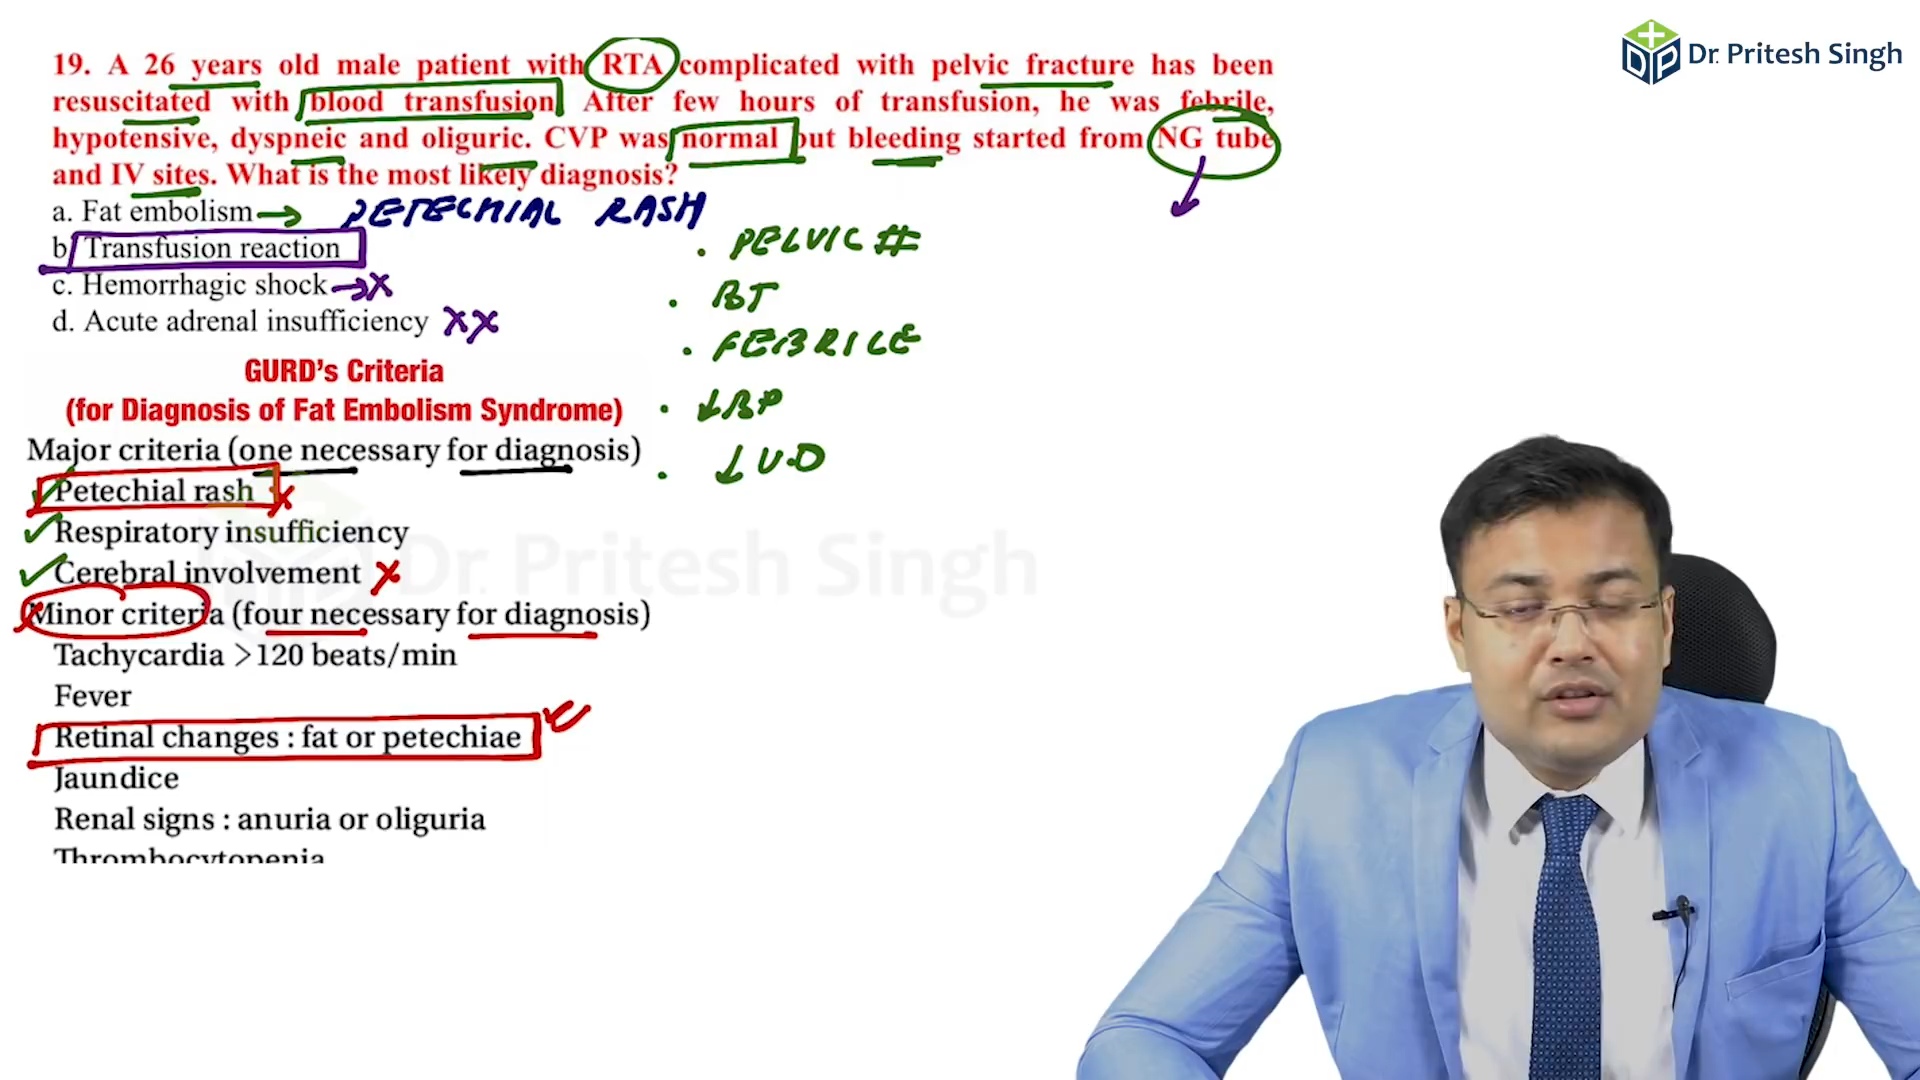 Dr. Pritesh Singh
19. A 26 years old male patient with RTA complicated with pelvic fracture has been
resuscitated with blood transfusion. After few hours of transfusion, he was febrile,
hypotensive, dyspneic and oliguric. CVP was normal but bleeding started from NG tube
and IV sites. What is the most likely diagnosis?
a. Fat embolism → PETECHIAL RASH
b. Transfusion reaction
c. Hemorrhagic shock → x
d. Acute adrenal insufficiency xx
• PELVIC #
• BT
• FEBRILE
• ↓ BP
• ↓ U.O
GURD's Criteria
(for Diagnosis of Fat Embolism Syndrome)
Major criteria (one necessary for diagnosis)
Petechial rash x
Respiratory insufficiency
Cerebral involvement x
Minor criteria (four necessary for diagnosis)
Tachycardia >120 beats/min
Fever
Retinal changes : fat or petechiae
Jaundice
Renal signs : anuria or oliguria
Thrombocytopenia
Dr. Pritesh Singh